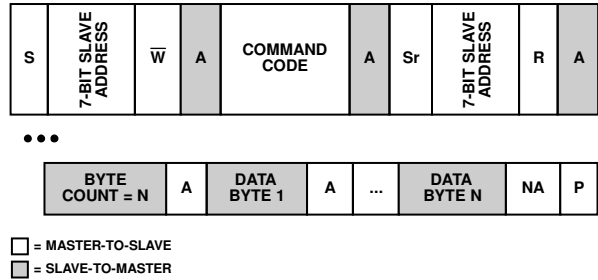 S
7-BIT SLAVE
ADDRESS
W̅
A
COMMAND
CODE
A
Sr
7-BIT SLAVE
ADDRESS
R
A
•••
BYTE
COUNT = N
A
DATA
BYTE 1
A
...
DATA
BYTE N
NA
P
= MASTER-TO-SLAVE
= SLAVE-TO-MASTER